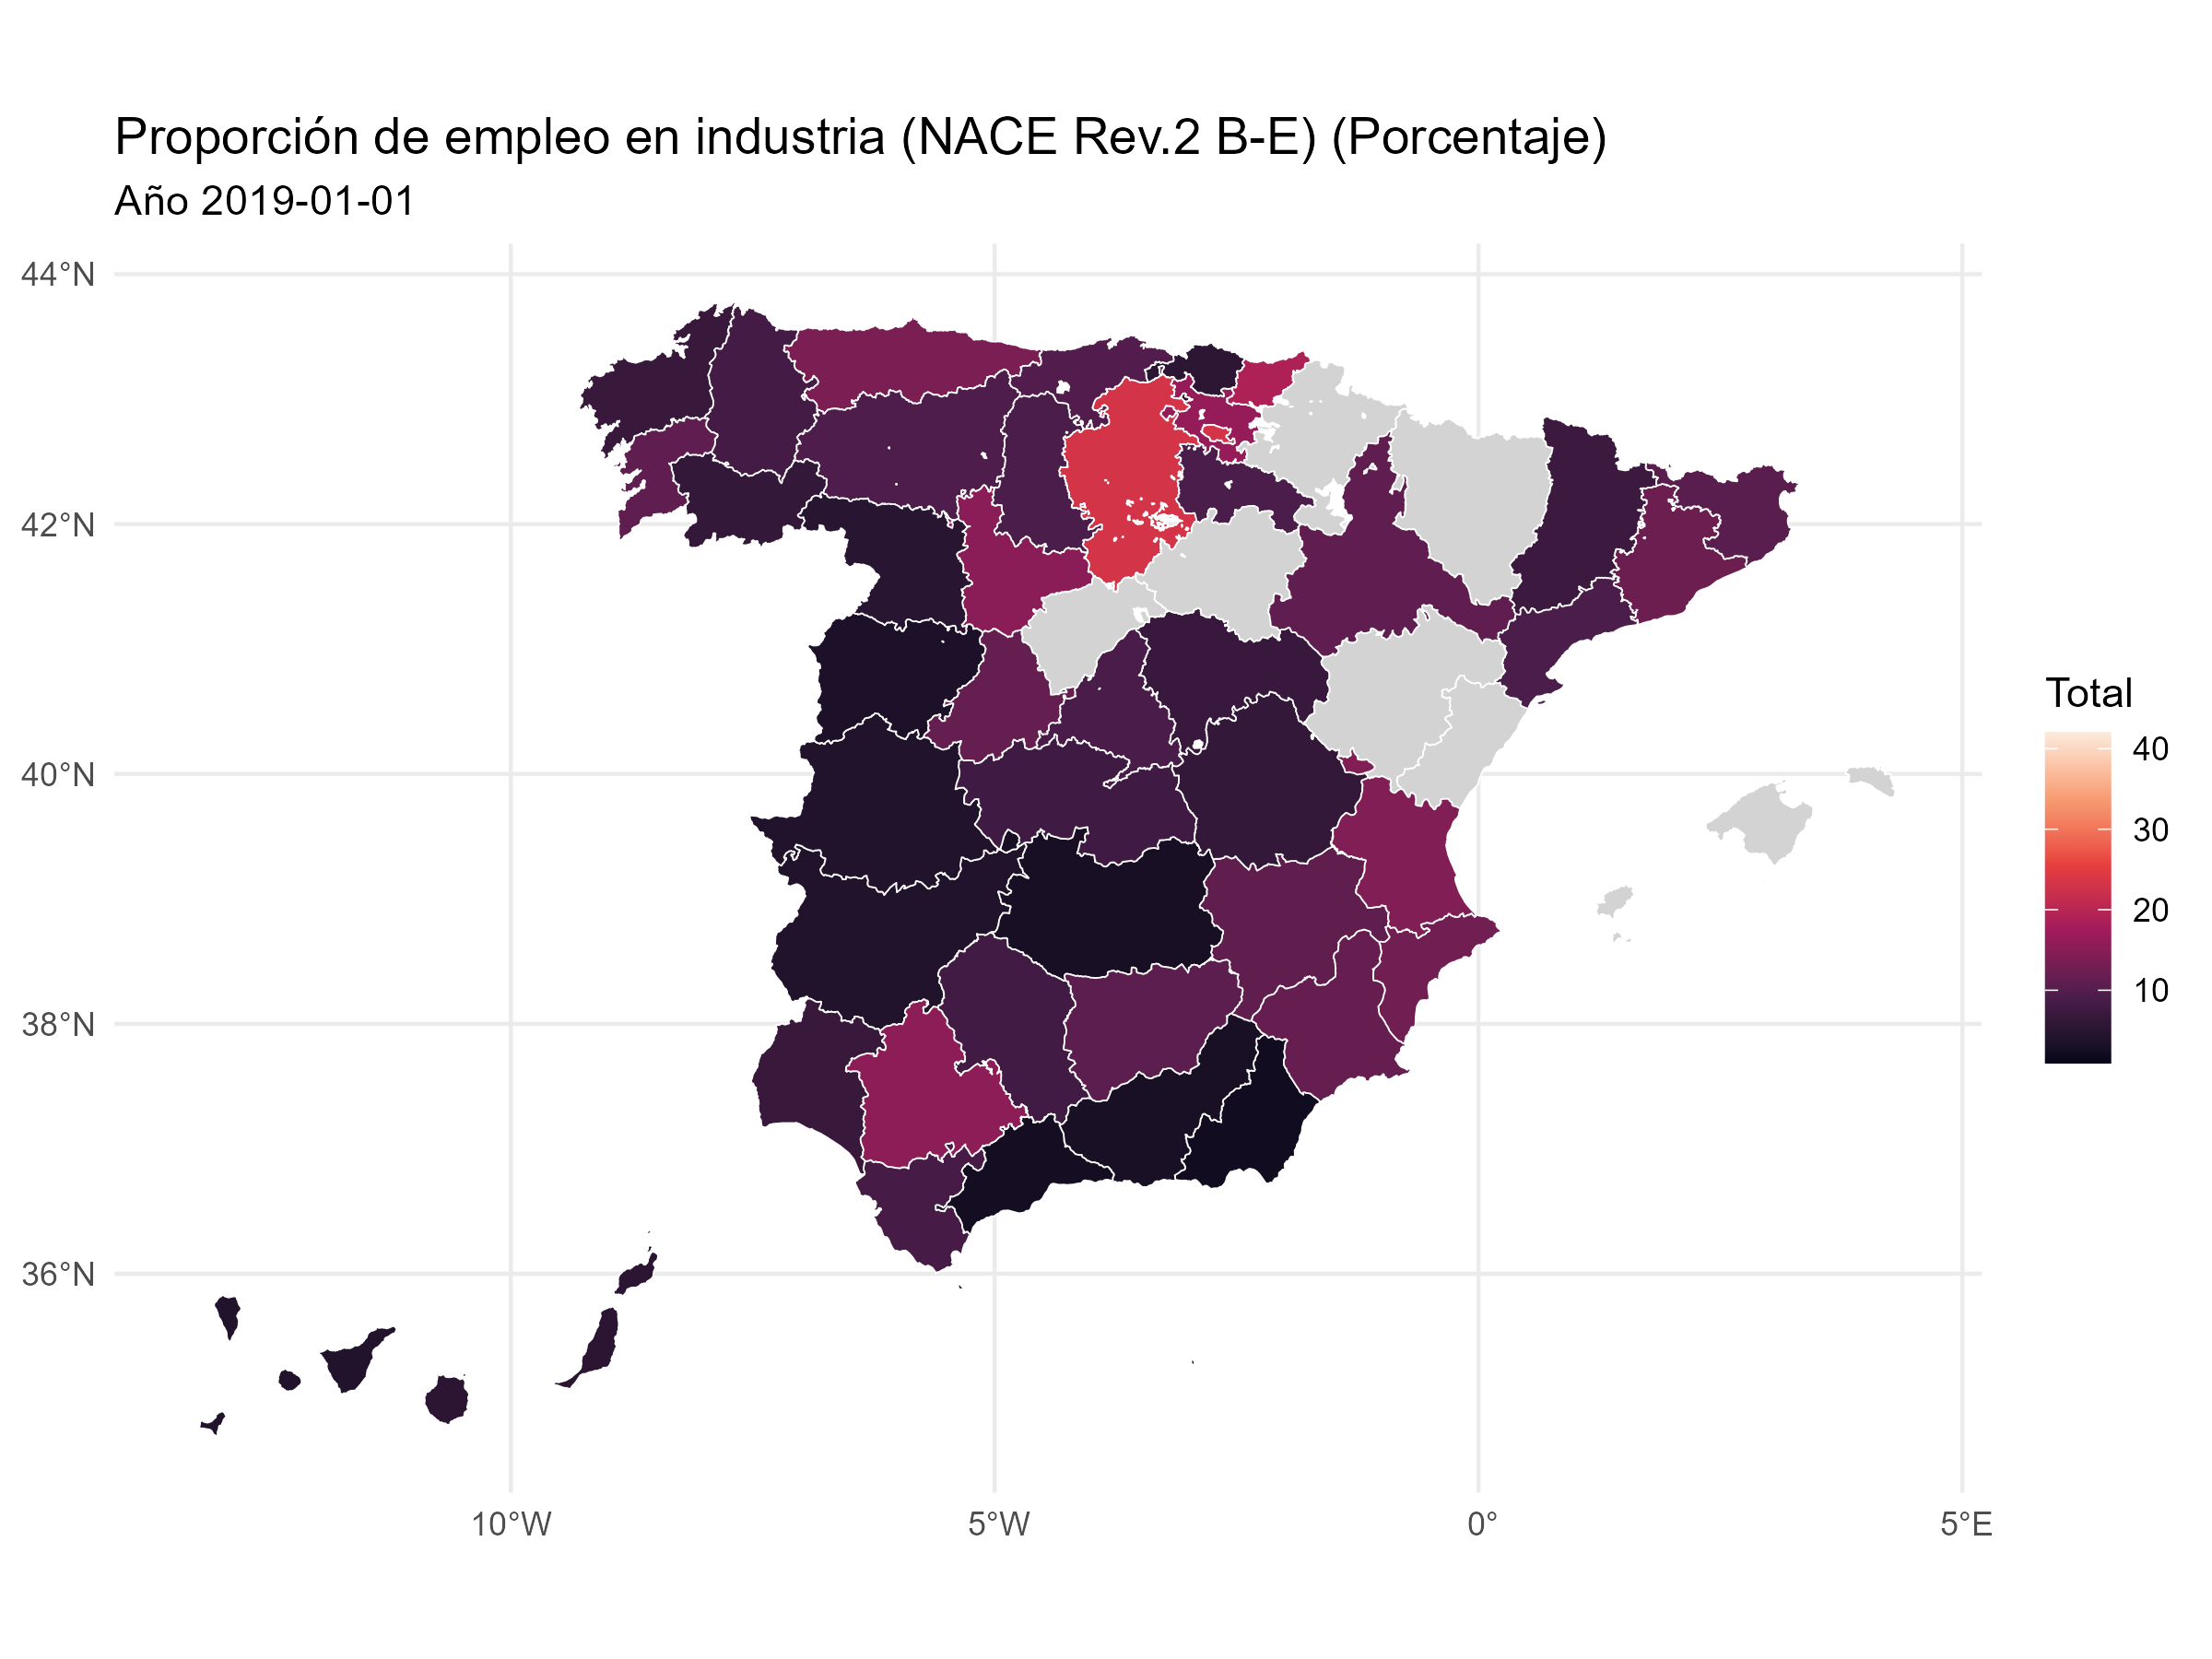 Proporción de empleo en industria (NACE Rev.2 B-E) (Porcentaje)
Año 2019-01-01
44°N
42°N
40°N
38°N
36°N
10°W
5°W
0°
5°E
Total
40
30
20
10